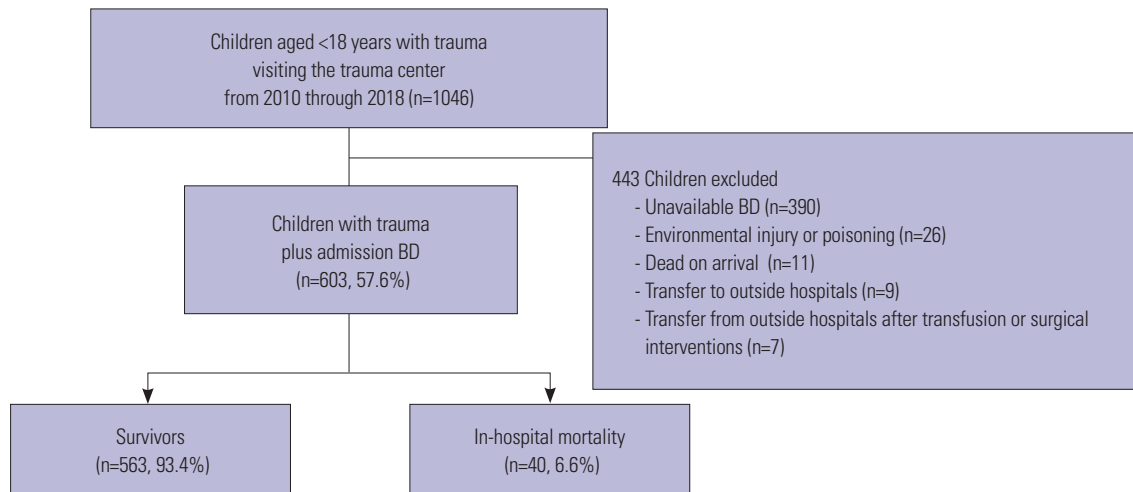 Children aged <18 years with trauma
visiting the trauma center
from 2010 through 2018 (n=1046)
443 Children excluded
- Unavailable BD (n=390)
- Environmental injury or poisoning (n=26)
- Dead on arrival (n=11)
- Transfer to outside hospitals (n=9)
- Transfer from outside hospitals after transfusion or surgical
interventions (n=7)
Children with trauma
plus admission BD
(n=603, 57.6%)
Survivors
(n=563, 93.4%)
In-hospital mortality
(n=40, 6.6%)